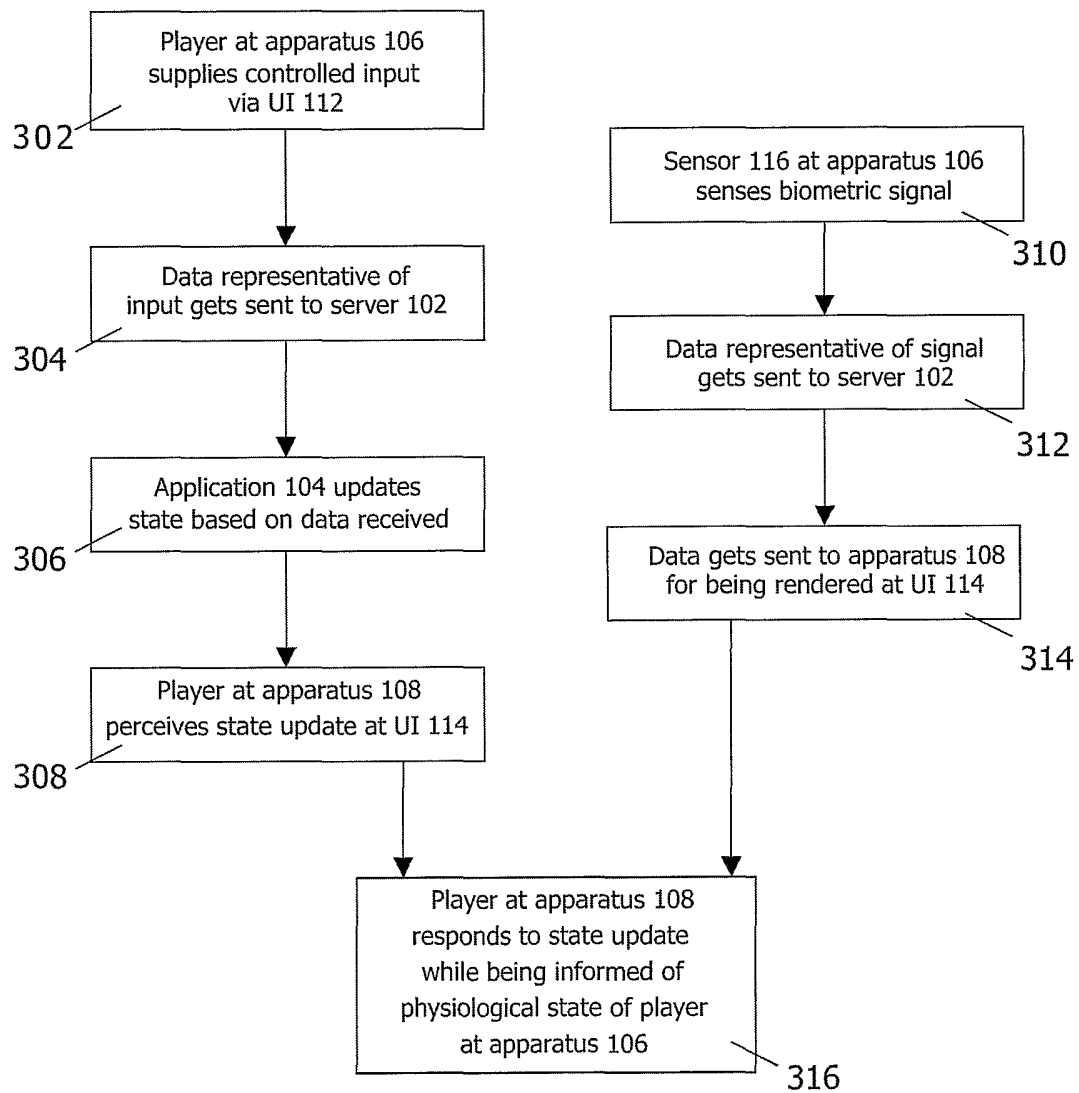 Player at apparatus 106
supplies controlled input
via UI 112
302
Data representative of
input gets sent to server 102
304
Application 104 updates
state based on data received
306
Player at apparatus 108
perceives state update at UI 114
308
Sensor 116 at apparatus 106
senses biometric signal
310
Data representative of signal
gets sent to server 102
312
Data gets sent to apparatus 108
for being rendered at UI 114
314
Player at apparatus 108
responds to state update
while being informed of
physiological state of player
at apparatus 106
316